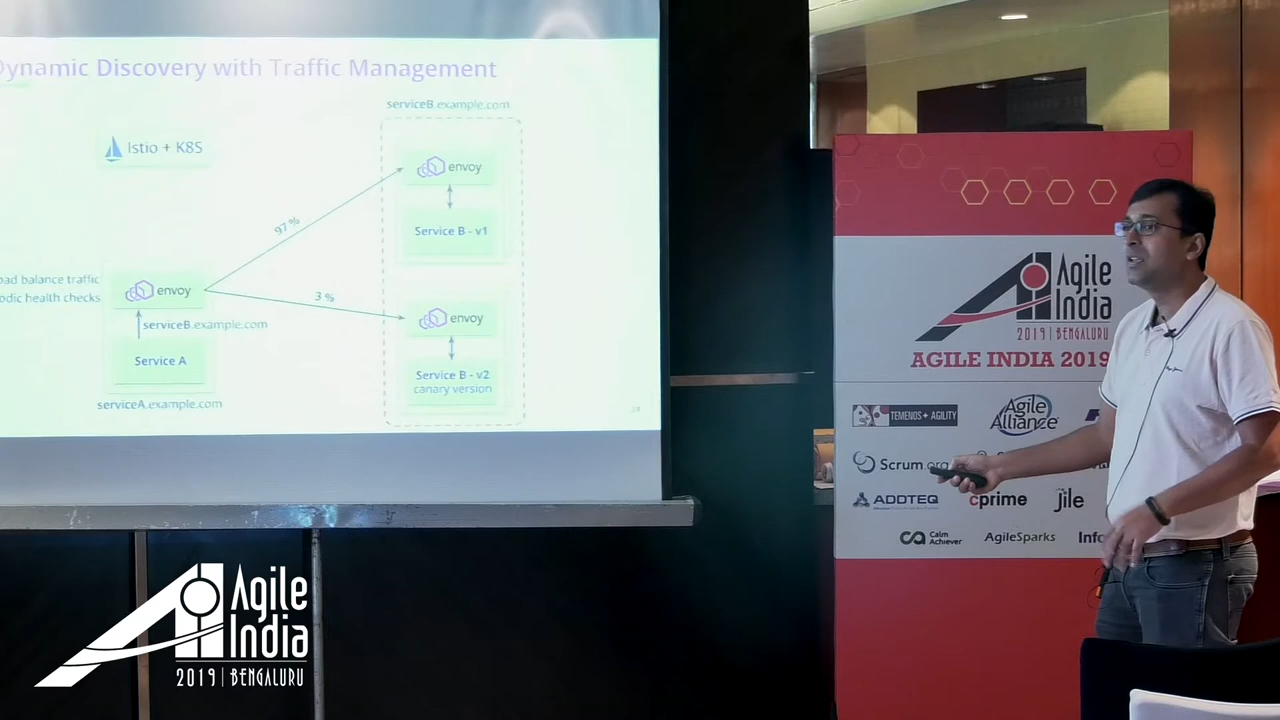 Dynamic Discovery with Traffic Management
serviceB.example.com
Istio + K8S
envoy
97 %
Service B - v1
oad balance traffic
odic health checks
envoy
3 %
envoy
serviceB.example.com
Service A
Service B - v2
canary version
serviceA.example.com
Agile
India
2019 | BENGALURU
AGILE INDIA 2019
TEMENOS + AGILITY
Agile
Alliance
Scrum.org
ADDTEQ
cprime
Jile
Calm
Achiever
AgileSparks
Info
Agile
India
2019 | BENGALURU